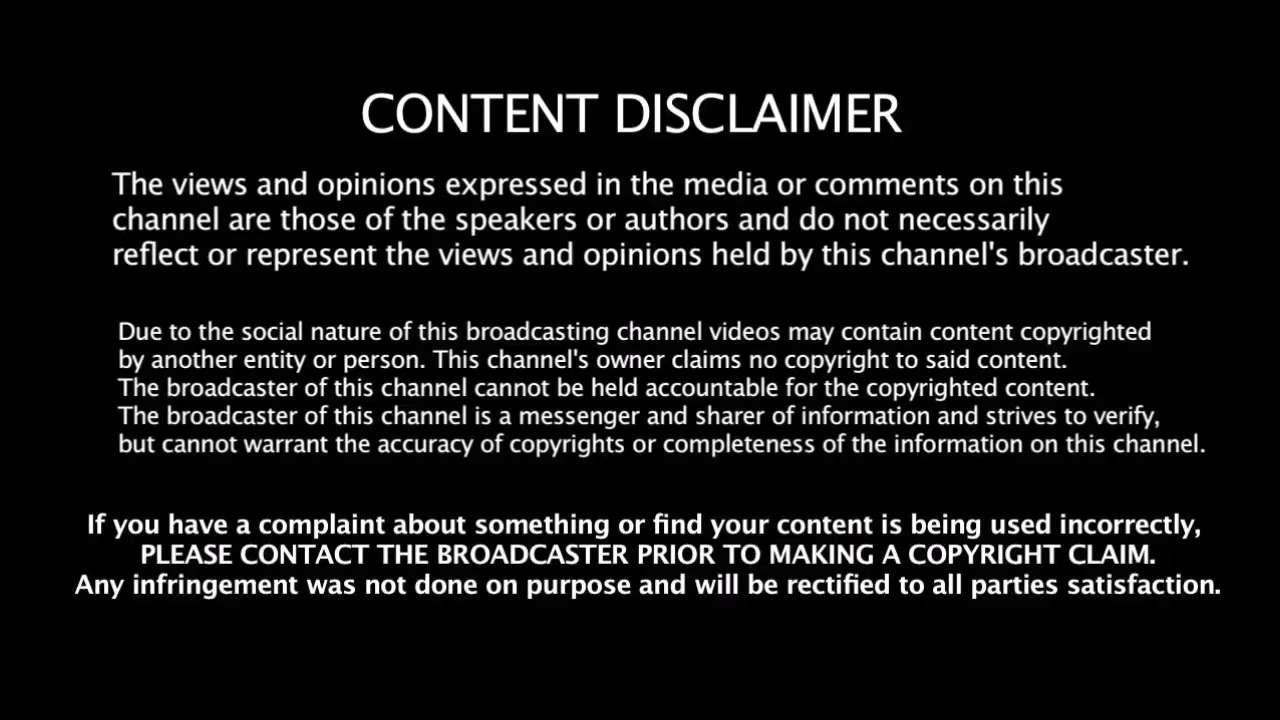 CONTENT DISCLAIMER
The views and opinions expressed in the media or comments on this
channel are those of the speakers or authors and do not necessarily
reflect or represent the views and opinions held by this channel's broadcaster.
Due to the social nature of this broadcasting channel videos may contain content copyrighted
by another entity or person. This channel's owner claims no copyright to said content.
The broadcaster of this channel cannot be held accountable for the copyrighted content.
The broadcaster of this channel is a messenger and sharer of information and strives to verify,
but cannot warrant the accuracy of copyrights or completeness of the information on this channel.
If you have a complaint about something or find your content is being used incorrectly,
PLEASE CONTACT THE BROADCASTER PRIOR TO MAKING A COPYRIGHT CLAIM.
Any infringement was not done on purpose and will be rectified to all parties satisfaction.